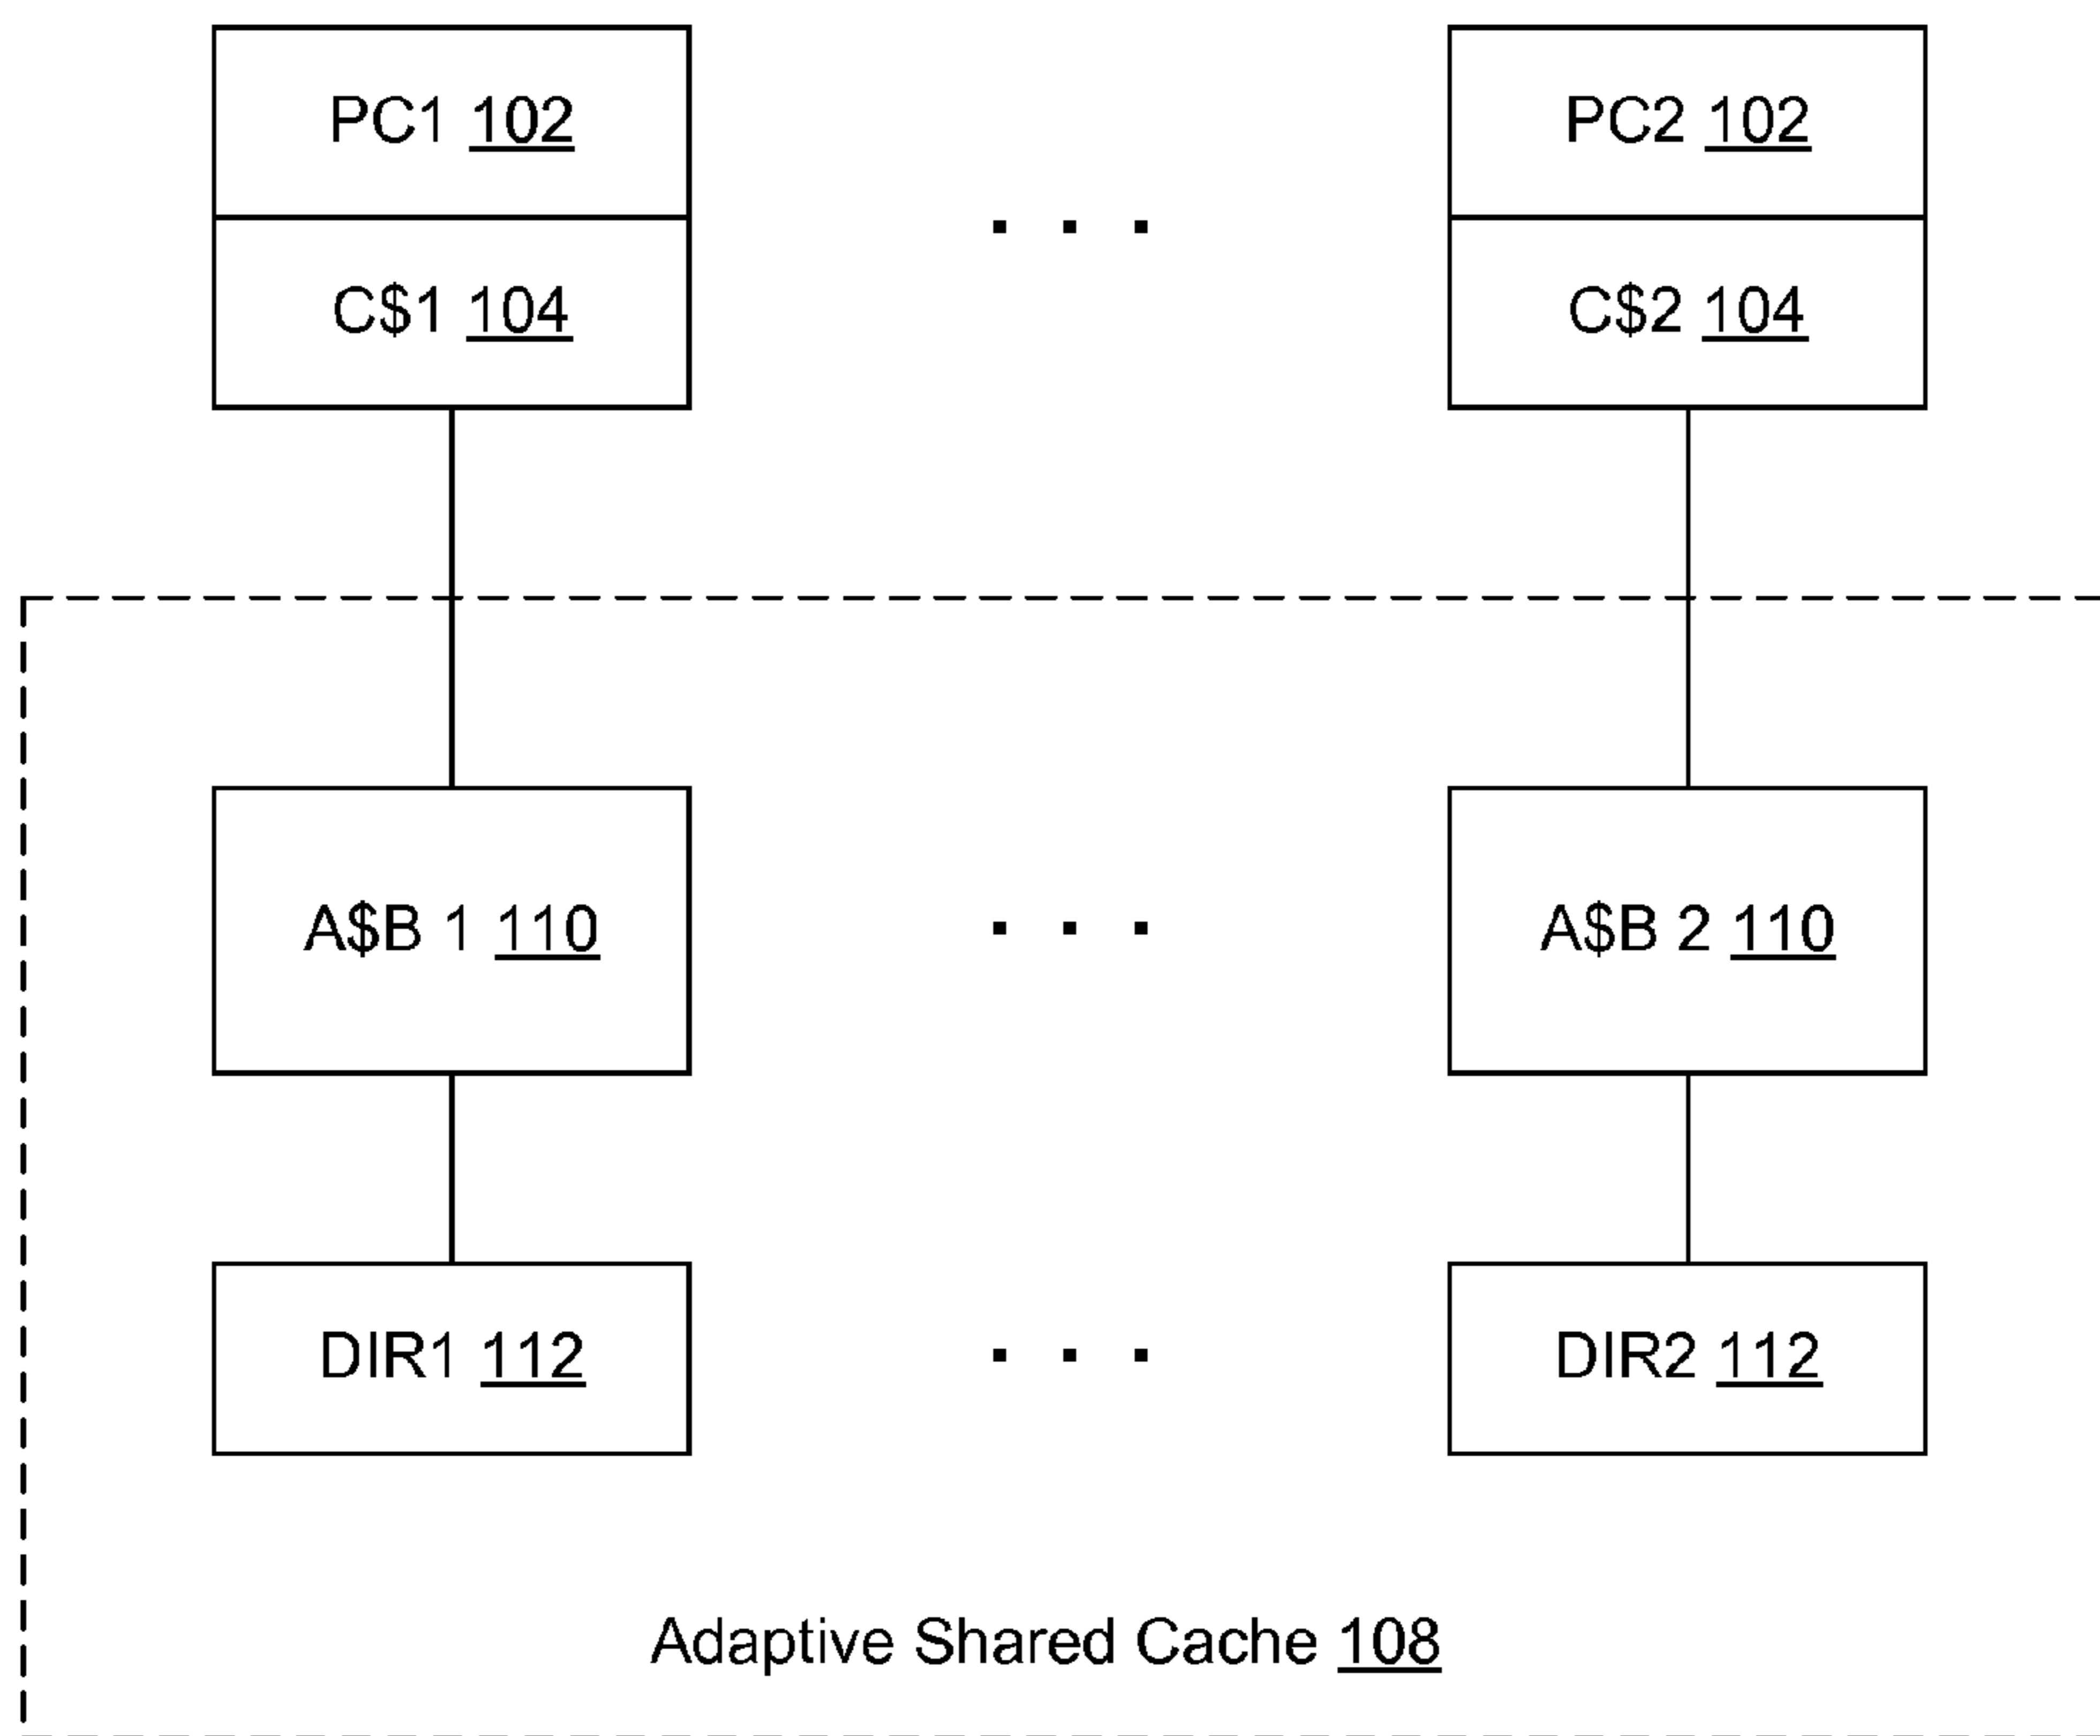 PC1 102
PC2 102
C$1 104
C$2 104
A$B 1 110
A$B 2 110
DIR1 112
DIR2 112
Adaptive Shared Cache 108